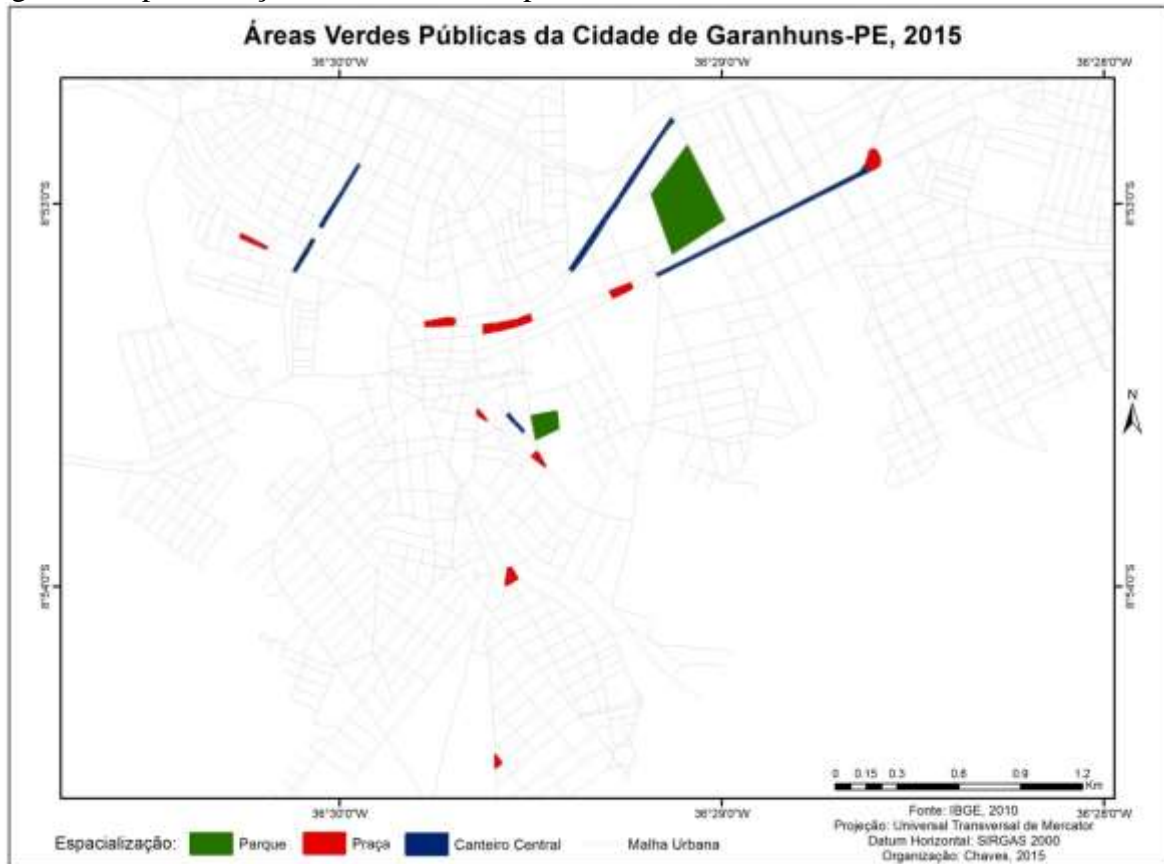 Áreas Verdes Públicas da Cidade de Garanhuns-PE, 2015
36°30'0"W 36°29'0"W 36°28'0"W
8°53'0"S 8°53'0"S
N
8°54'0"S 8°54'0"S
0 0.15 0.3 0.6 0.9 1.2
Km
36°30'0"W 36°29'0"W 36°28'0"W
Espacialização: Parque Praça Canteiro Central Malha Urbana
Fonte: IBGE, 2010
Projeção: Universal Transversal de Mercator
Datum Horizontal: SIRGAS 2000
Organização: Chaves, 2015